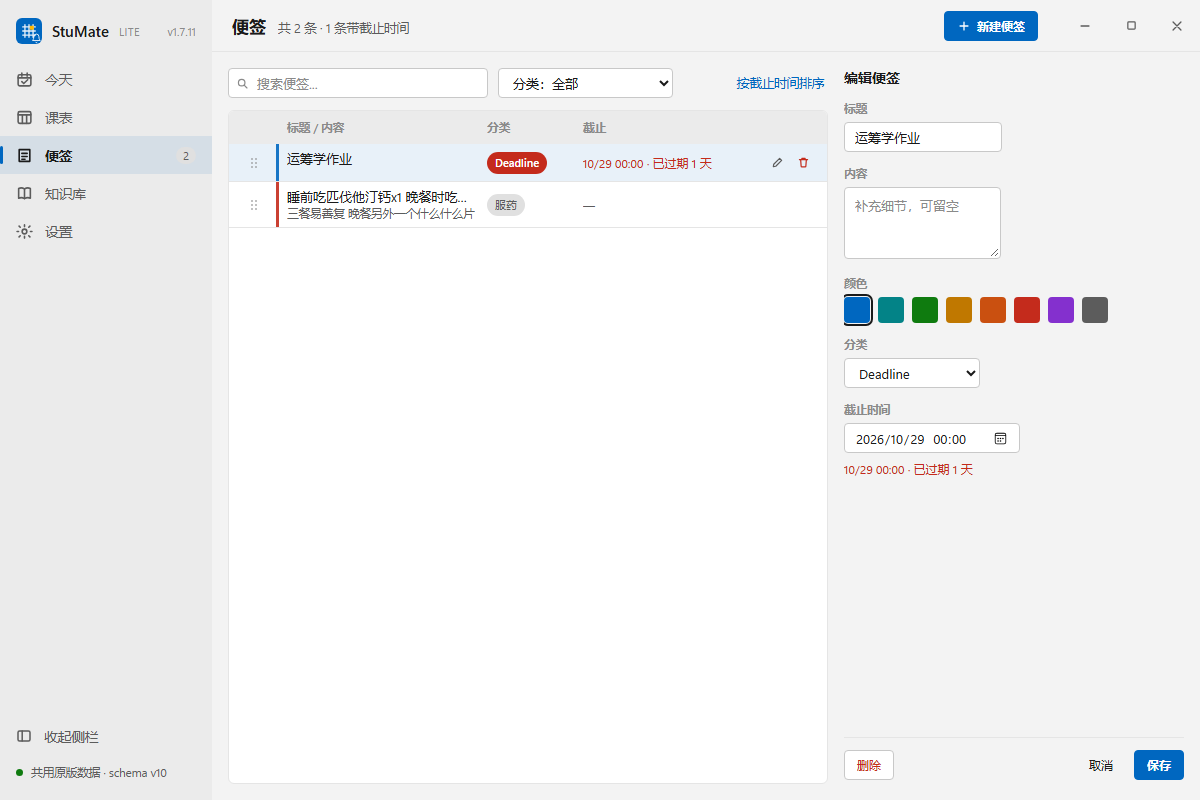 StuMate LITE v1.7.11
今天
课表
便签 2
知识库
设置
收起侧栏
共用原版数据 · schema v10
便签 共 2 条 · 1 条带截止时间
+ 新建便签
搜索便签...
分类：全部
按截止时间排序
标题 / 内容 分类 截止
运筹学作业 Deadline 10/29 00:00 · 已过期 1 天
睡前吃匹伐他汀钙x1 晚餐时吃...
三餐易善复 晚餐另外一个什么什么片
服药 —
编辑便签
标题
运筹学作业
内容
补充细节，可留空
颜色
分类
Deadline
截止时间
2026/10/29 00:00
10/29 00:00 · 已过期 1 天
删除 取消 保存